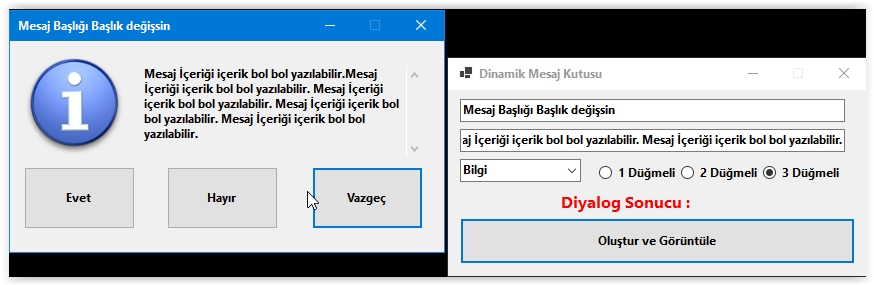 Mesaj Başlığı Başlık değişsin
Mesaj İçeriği içerik bol bol yazılabilir.Mesaj
İçeriği içerik bol bol yazılabilir. Mesaj İçeriği
içerik bol bol yazılabilir. Mesaj İçeriği içerik bol
bol yazılabilir. Mesaj İçeriği içerik bol bol
yazılabilir.
Evet
Hayır
Vazgeç
Dinamik Mesaj Kutusu
Mesaj Başlığı Başlık değişsin
aj İçeriği içerik bol bol yazılabilir. Mesaj İçeriği içerik bol bol yazılabilir.
Bilgi
1 Düğmeli
2 Düğmeli
3 Düğmeli
Diyalog Sonucu :
Oluştur ve Görüntüle